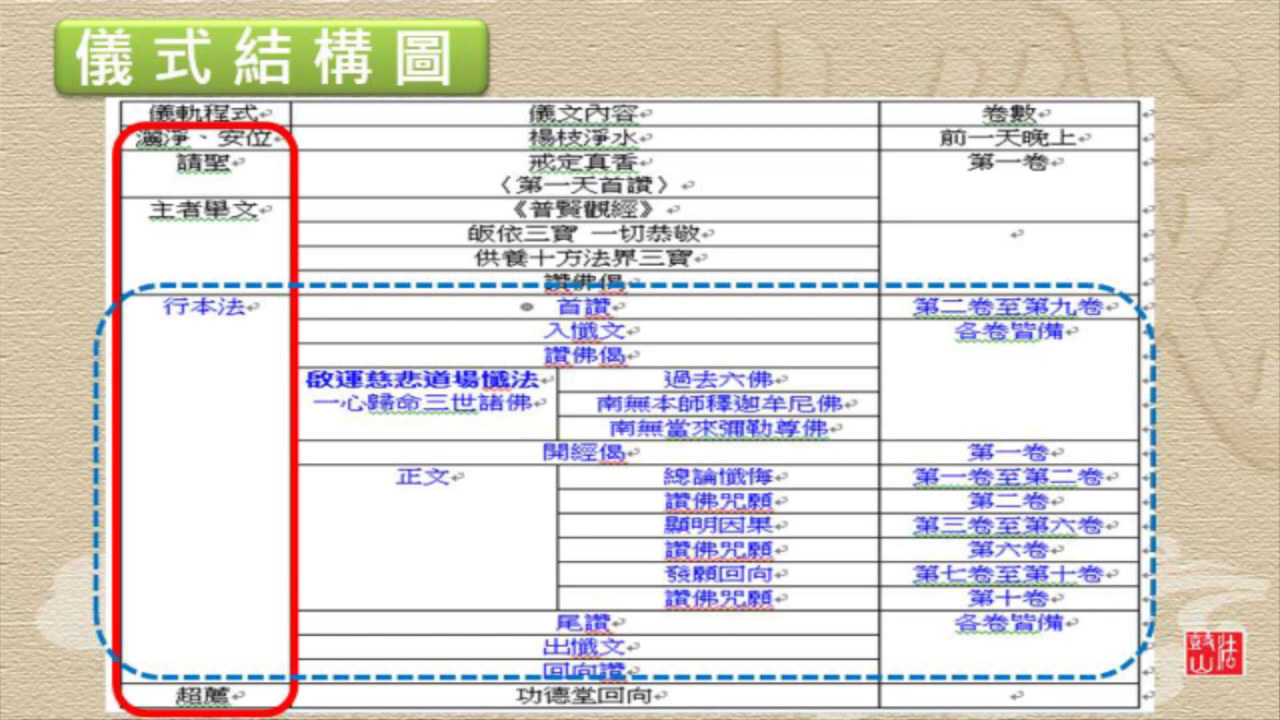 儀式結構圖
儀軌程式 儀文內容 卷數
灑淨、安位 楊枝淨水 前一天晚上
請聖 戒定真香 第一卷
〈第一天首讚〉
主者舉文 《普賢觀經》
皈依三寶 一切恭敬
供養十方法界三寶
讚佛偈
行本法 首讚 第二卷至第九卷
入懺文 各卷皆備
讚佛偈
啟運慈悲道場懺法 過去六佛
一心歸命三世諸佛 南無本師釋迦牟尼佛
南無當來彌勒尊佛
開經偈 第一卷
正文 總論懺悔 第一卷至第二卷
讚佛咒願 第二卷
顯明因果 第三卷至第六卷
讚佛咒願 第六卷
發願回向 第七卷至第十卷
讚佛咒願 第十卷
尾讚 各卷皆備
出懺文
回向讚
超薦 功德堂回向